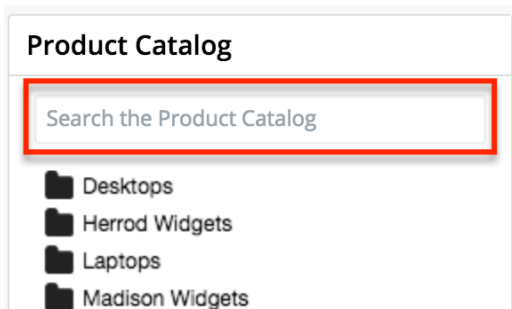 Product Catalog
Search the Product Catalog
Desktops
Herrod Widgets
Laptops
Madison Widgets